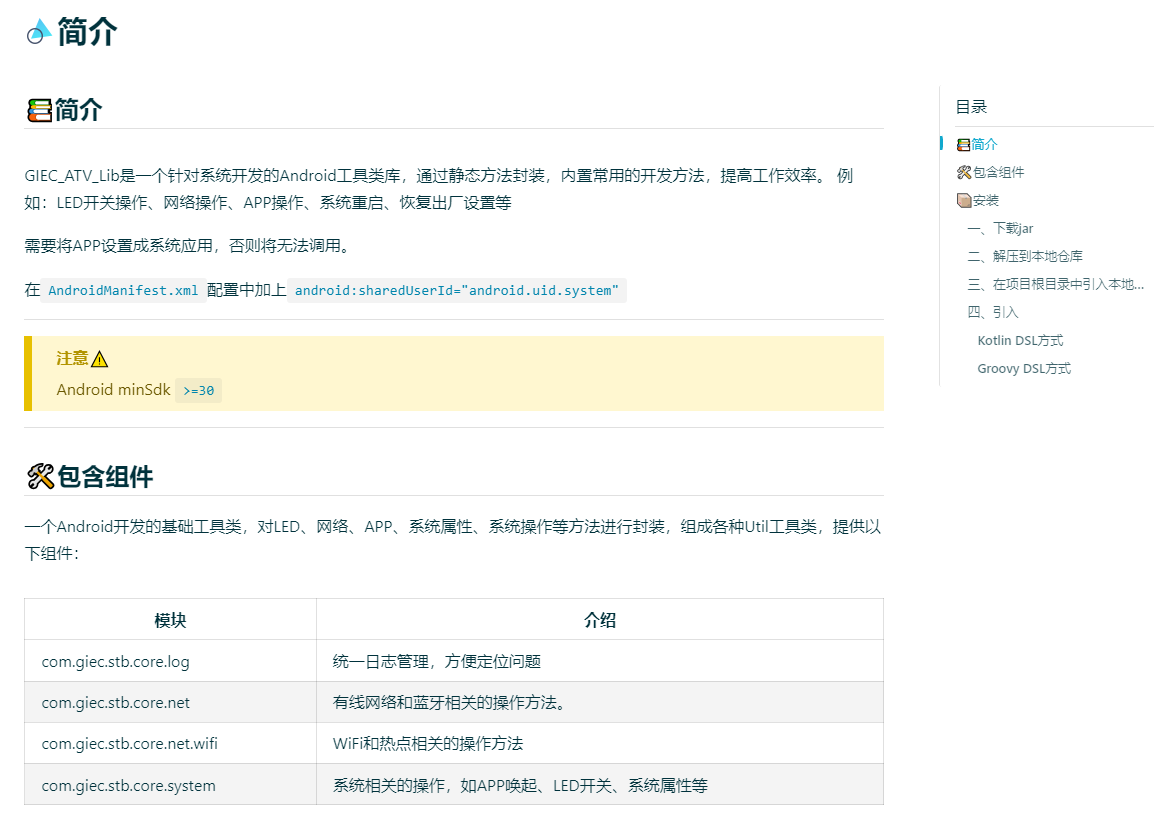 简介
简介
GIEC_ATV_Lib是一个针对系统开发的Android工具类库，通过静态方法封装，内置常用的开发方法，提高工作效率。 例
如：LED开关操作、网络操作、APP操作、系统重启、恢复出厂设置等
需要将APP设置成系统应用，否则将无法调用。
在 AndroidManifest.xml 配置中加上 android:sharedUserId="android.uid.system"
注意⚠
Android minSdk >=30
包含组件
一个Android开发的基础工具类，对LED、网络、APP、系统属性、系统操作等方法进行封装，组成各种Util工具类，提供以
下组件：
模块 介绍
com.giec.stb.core.log 统一日志管理，方便定位问题
com.giec.stb.core.net 有线网络和蓝牙相关的操作方法。
com.giec.stb.core.net.wifi WiFi和热点相关的操作方法
com.giec.stb.core.system 系统相关的操作，如APP唤起、LED开关、系统属性等
目录
简介
包含组件
安装
一、下载jar
二、解压到本地仓库
三、在项目根目录中引入本地...
四、引入
Kotlin DSL方式
Groovy DSL方式